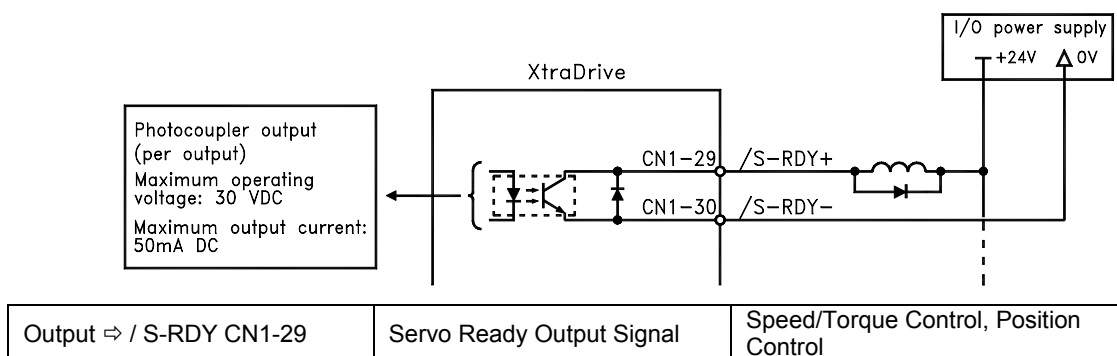 I/O power supply
+24V 0V
XtraDrive
Photocoupler output
(per output)
Maximum operating
voltage: 30 VDC
Maximum output current:
50mA DC
CN1-29 /S-RDY+
CN1-30 /S-RDY-
Output ⇨ / S-RDY CN1-29 Servo Ready Output Signal Speed/Torque Control, Position
Control